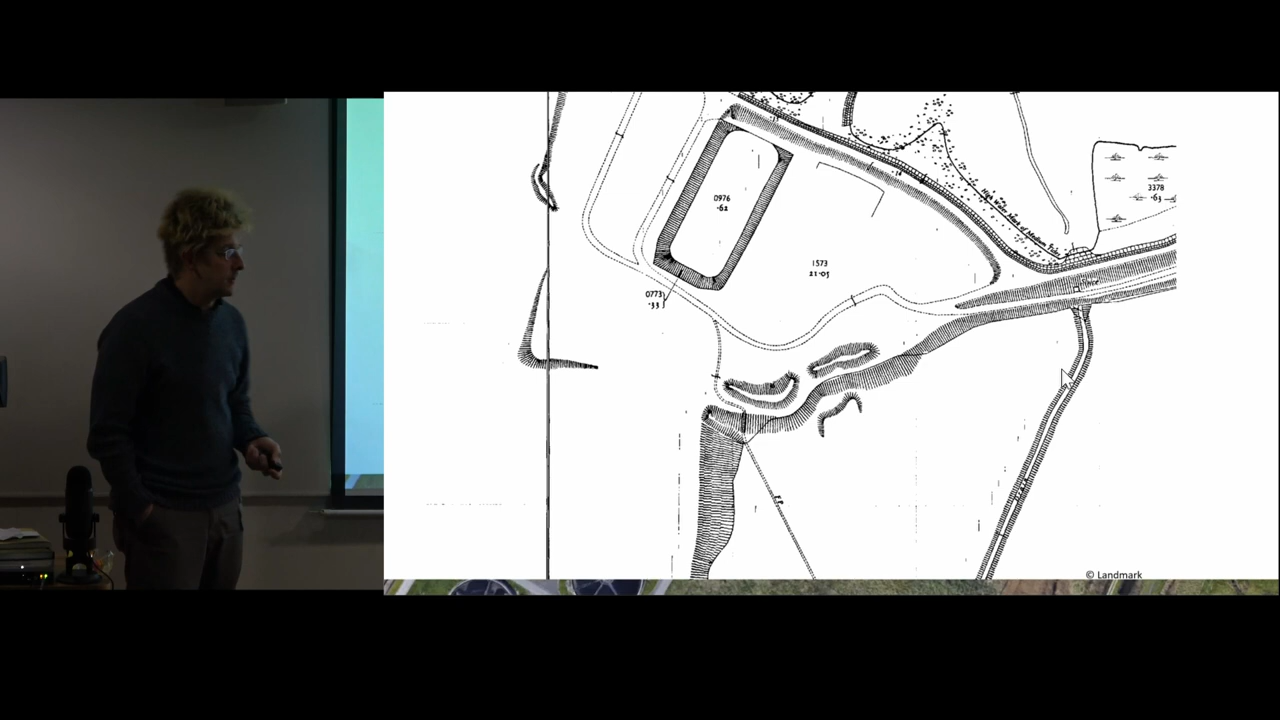 0976
·62
3378
·63
High Water Mark of Medium Tides
1573
21·05
0773
·33
F.P.
© Landmark